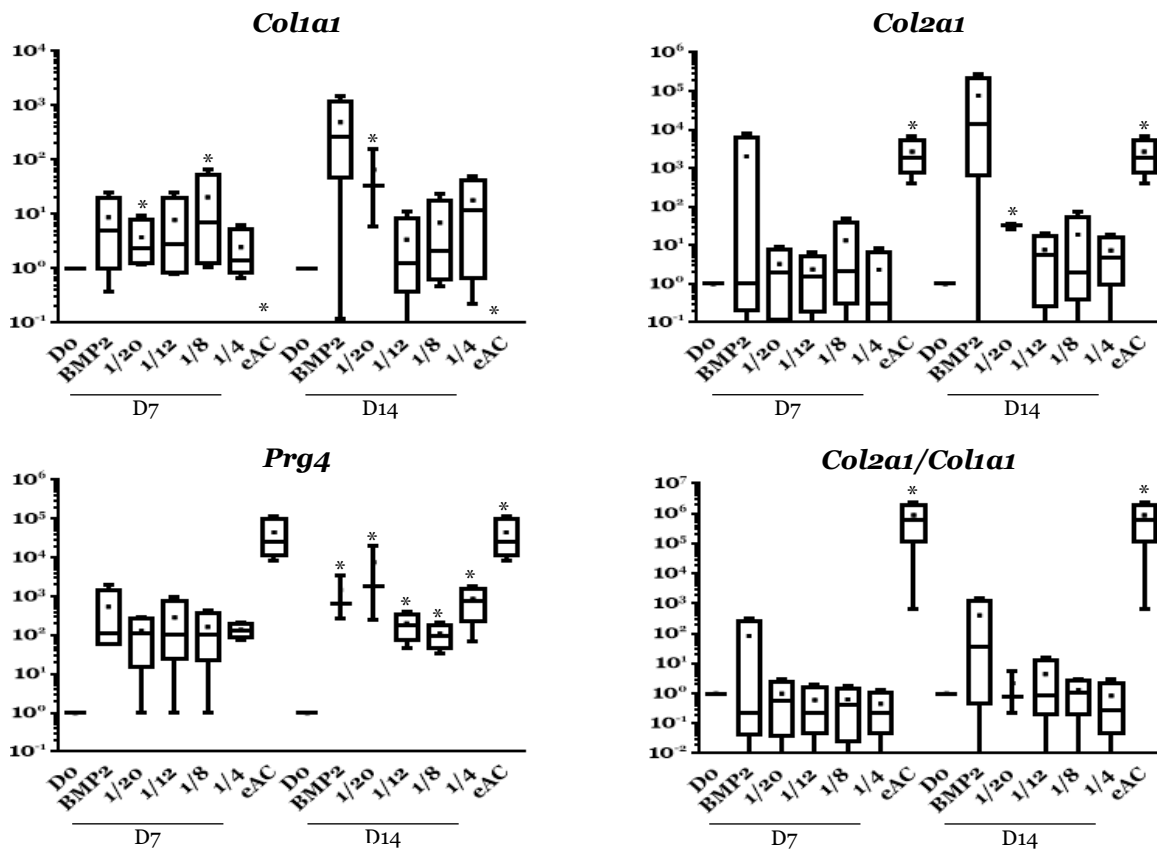 Col1a1
10⁴
10³
10²
10¹
10⁰
10⁻¹
* * * * *
D0 BMP2 1/20 1/12 1/8 1/4 eAC D0 BMP2 1/20 1/12 1/8 1/4 eAC
D7 D14
Col2a1
10⁶
10⁵
10⁴
10³
10²
10¹
10⁰
10⁻¹
* * *
D0 BMP2 1/20 1/12 1/8 1/4 eAC D0 BMP2 1/20 1/12 1/8 1/4 eAC
D7 D14
Prg4
10⁶
10⁵
10⁴
10³
10²
10¹
10⁰
10⁻¹
* * * * * *
D0 BMP2 1/20 1/12 1/8 1/4 eAC D0 BMP2 1/20 1/12 1/8 1/4 eAC
D7 D14
Col2a1/Col1a1
10⁷
10⁶
10⁵
10⁴
10³
10²
10¹
10⁰
10⁻¹
10⁻²
* *
D0 BMP2 1/20 1/12 1/8 1/4 eAC D0 BMP2 1/20 1/12 1/8 1/4 eAC
D7 D14